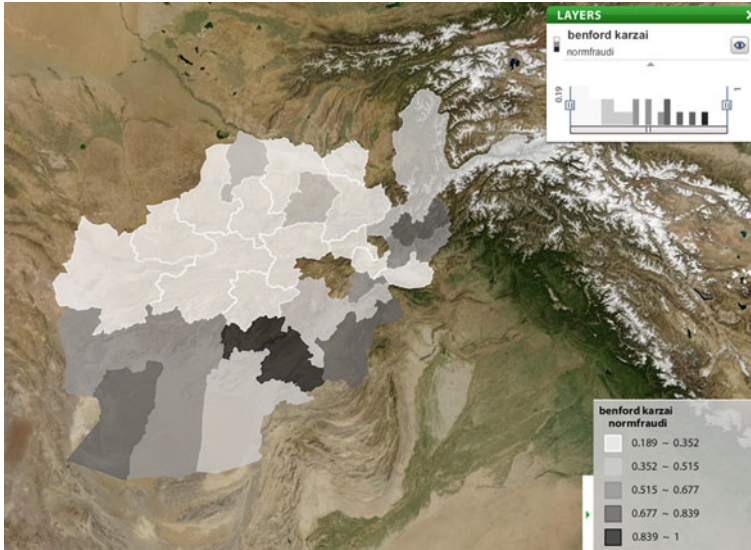 LAYERS
benford karzai
normfraudi
0.19
1
benford karzai
normfraudi
0.189 ~ 0.352
0.352 ~ 0.515
0.515 ~ 0.677
0.677 ~ 0.839
0.839 ~ 1